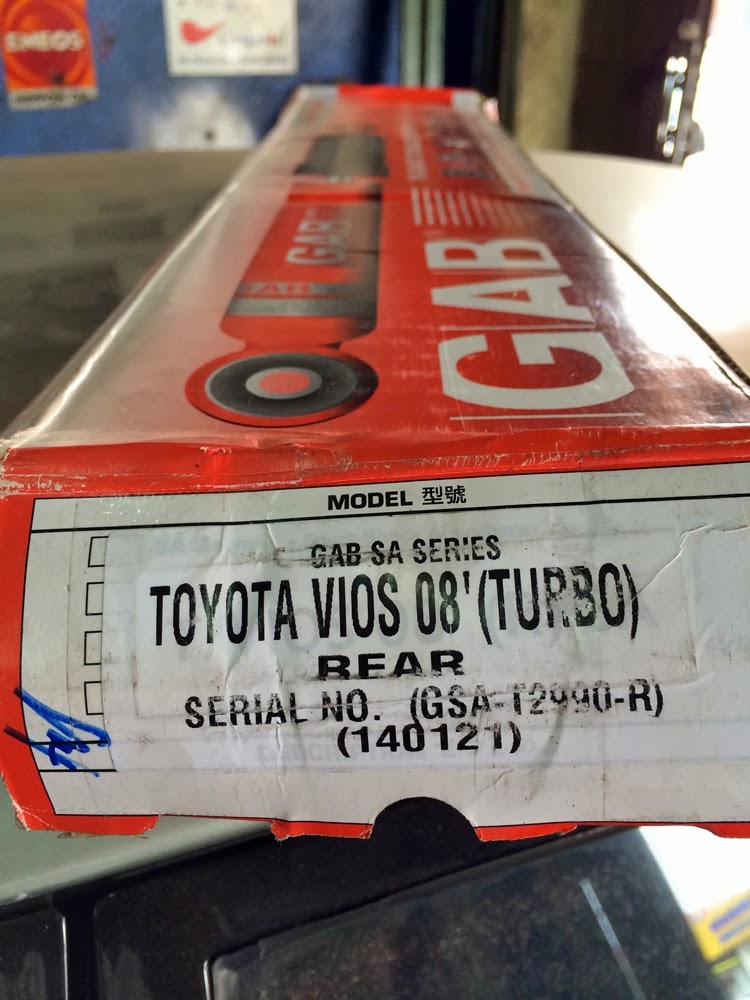 ENEOS
GAB
GAB
MODEL 型號
GAB SA SERIES
TOYOTA VIOS 08'(TURBO)
REAR
SERIAL NO. (GSA-T2990-R)
(140121)